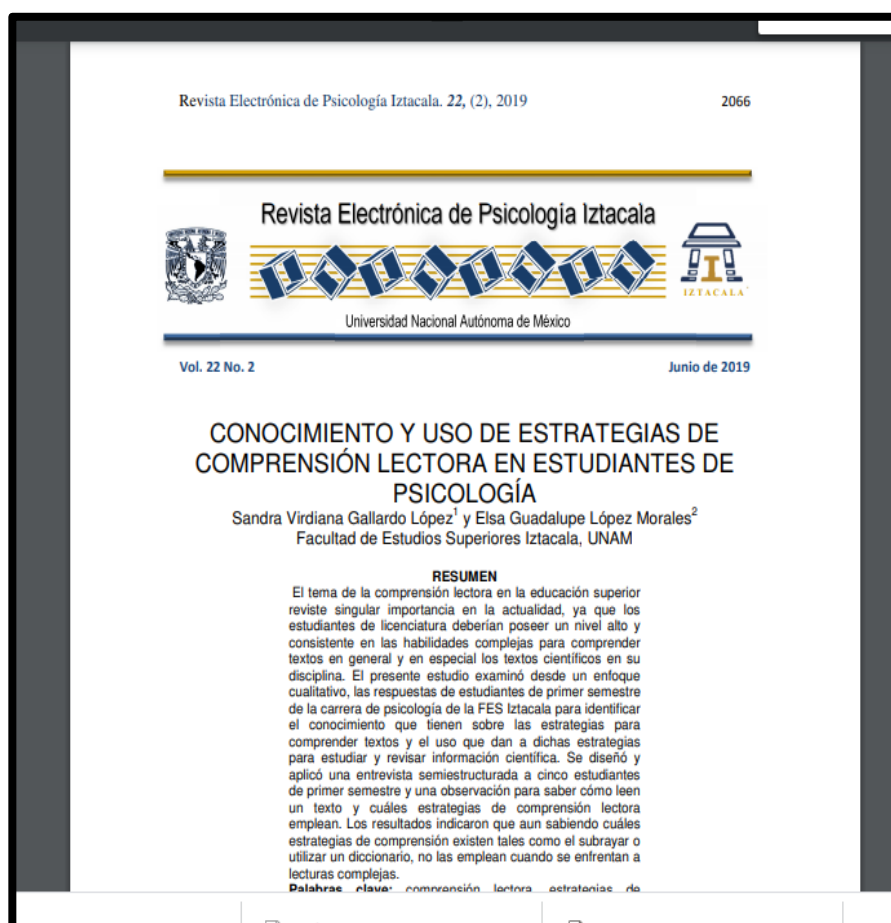 Revista Electrónica de Psicología Iztacala. 22, (2), 2019 2066
Revista Electrónica de Psicología Iztacala
IZTACALA
Universidad Nacional Autónoma de México
Vol. 22 No. 2 Junio de 2019
CONOCIMIENTO Y USO DE ESTRATEGIAS DE
COMPRENSIÓN LECTORA EN ESTUDIANTES DE
PSICOLOGÍA
Sandra Virdiana Gallardo López1 y Elsa Guadalupe López Morales2
Facultad de Estudios Superiores Iztacala, UNAM
RESUMEN
El tema de la comprensión lectora en la educación superior
reviste singular importancia en la actualidad, ya que los
estudiantes de licenciatura deberían poseer un nivel alto y
consistente en las habilidades complejas para comprender
textos en general y en especial los textos científicos en su
disciplina. El presente estudio examinó desde un enfoque
cualitativo, las respuestas de estudiantes de primer semestre
de la carrera de psicología de la FES Iztacala para identificar
el conocimiento que tienen sobre las estrategias para
comprender textos y el uso que dan a dichas estrategias
para estudiar y revisar información científica. Se diseñó y
aplicó una entrevista semiestructurada a cinco estudiantes
de primer semestre y una observación para saber cómo leen
un texto y cuáles estrategias de comprensión lectora
emplean. Los resultados indicaron que aun sabiendo cuáles
estrategias de comprensión existen tales como el subrayar o
utilizar un diccionario, no las emplean cuando se enfrentan a
lecturas complejas.
Palabras clave: comprensión lectora, estrategias de